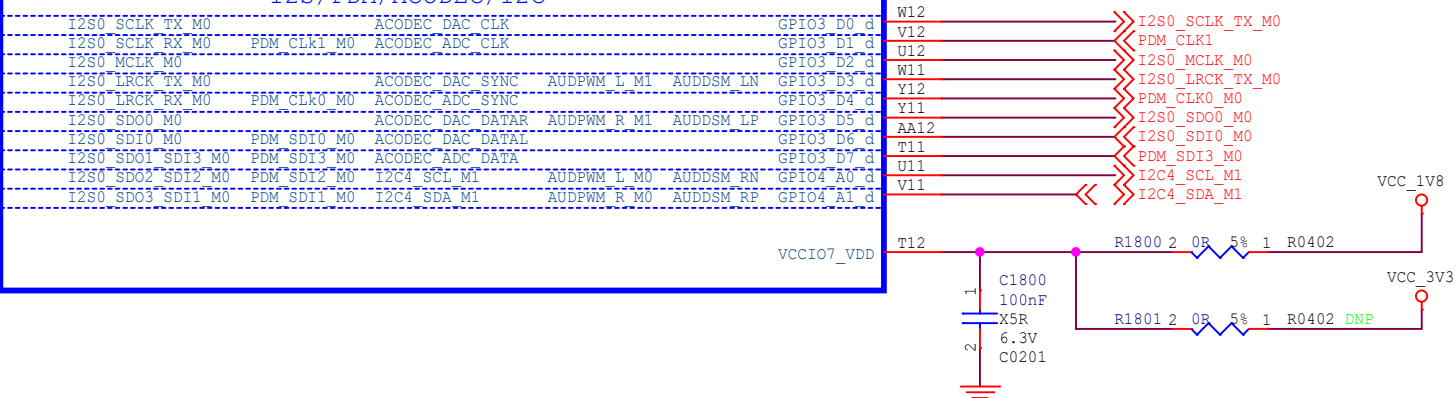 I2S/PDM/ACODEC/I2C
I2S0_SCLK_TX_M0 ACODEC_DAC_CLK GPIO3_D0_d W12 I2S0_SCLK_TX_M0
I2S0_SCLK_RX_M0 PDM_CLk1_M0 ACODEC_ADC_CLK GPIO3_D1_d V12 PDM_CLK1
I2S0_MCLK_M0 GPIO3_D2_d U12 I2S0_MCLK_M0
I2S0_LRCK_TX_M0 ACODEC_DAC_SYNC AUDPWM_L_M1 AUDDSM_LN GPIO3_D3_d W11 I2S0_LRCK_TX_M0
I2S0_LRCK_RX_M0 PDM_CLk0_M0 ACODEC_ADC_SYNC GPIO3_D4_d Y12 PDM_CLK0_M0
I2S0_SDO0_M0 ACODEC_DAC_DATAR AUDPWM_R_M1 AUDDSM_LP GPIO3_D5_d Y11 I2S0_SDO0_M0
I2S0_SDI0_M0 PDM_SDI0_M0 ACODEC_DAC_DATAL GPIO3_D6_d AA12 I2S0_SDI0_M0
I2S0_SDO1_SDI3_M0 PDM_SDI3_M0 ACODEC_ADC_DATA GPIO3_D7_d T11 PDM_SDI3_M0
I2S0_SDO2_SDI2_M0 PDM_SDI2_M0 I2C4_SCL_M1 AUDPWM_L_M0 AUDDSM_RN GPIO4_A0_d U11 I2C4_SCL_M1
I2S0_SDO3_SDI1_M0 PDM_SDI1_M0 I2C4_SDA_M1 AUDPWM_R_M0 AUDDSM_RP GPIO4_A1_d V11 I2C4_SDA_M1
VCC_1V8
VCCIO7_VDD T12 R1800 2 0R 5% 1 R0402
VCC_3V3
1 C1800
100nF
X5R R1801 2 0R 5% 1 R0402 DNP
2 6.3V
C0201